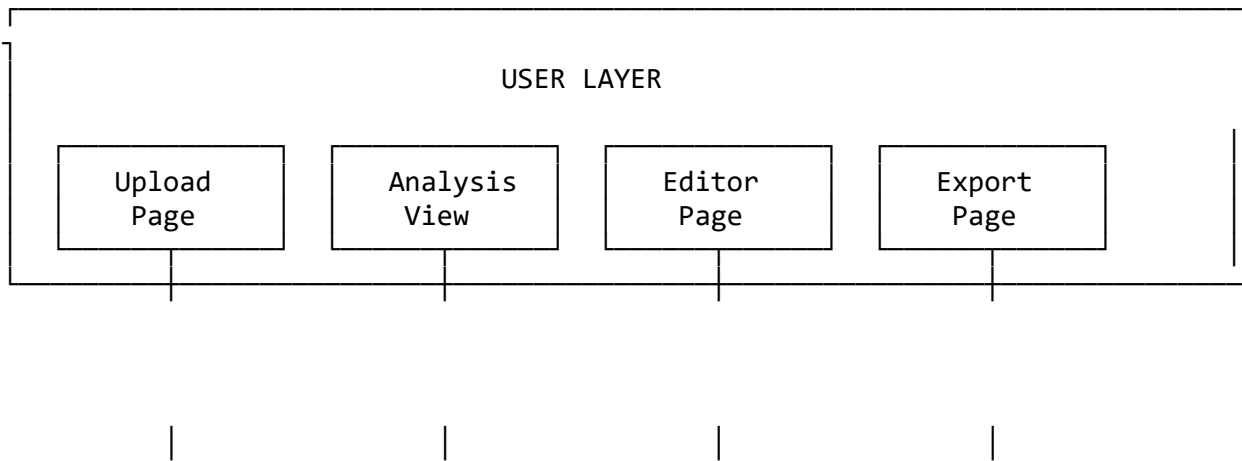 USER LAYER
Upload Analysis Editor Export
Page View Page Page